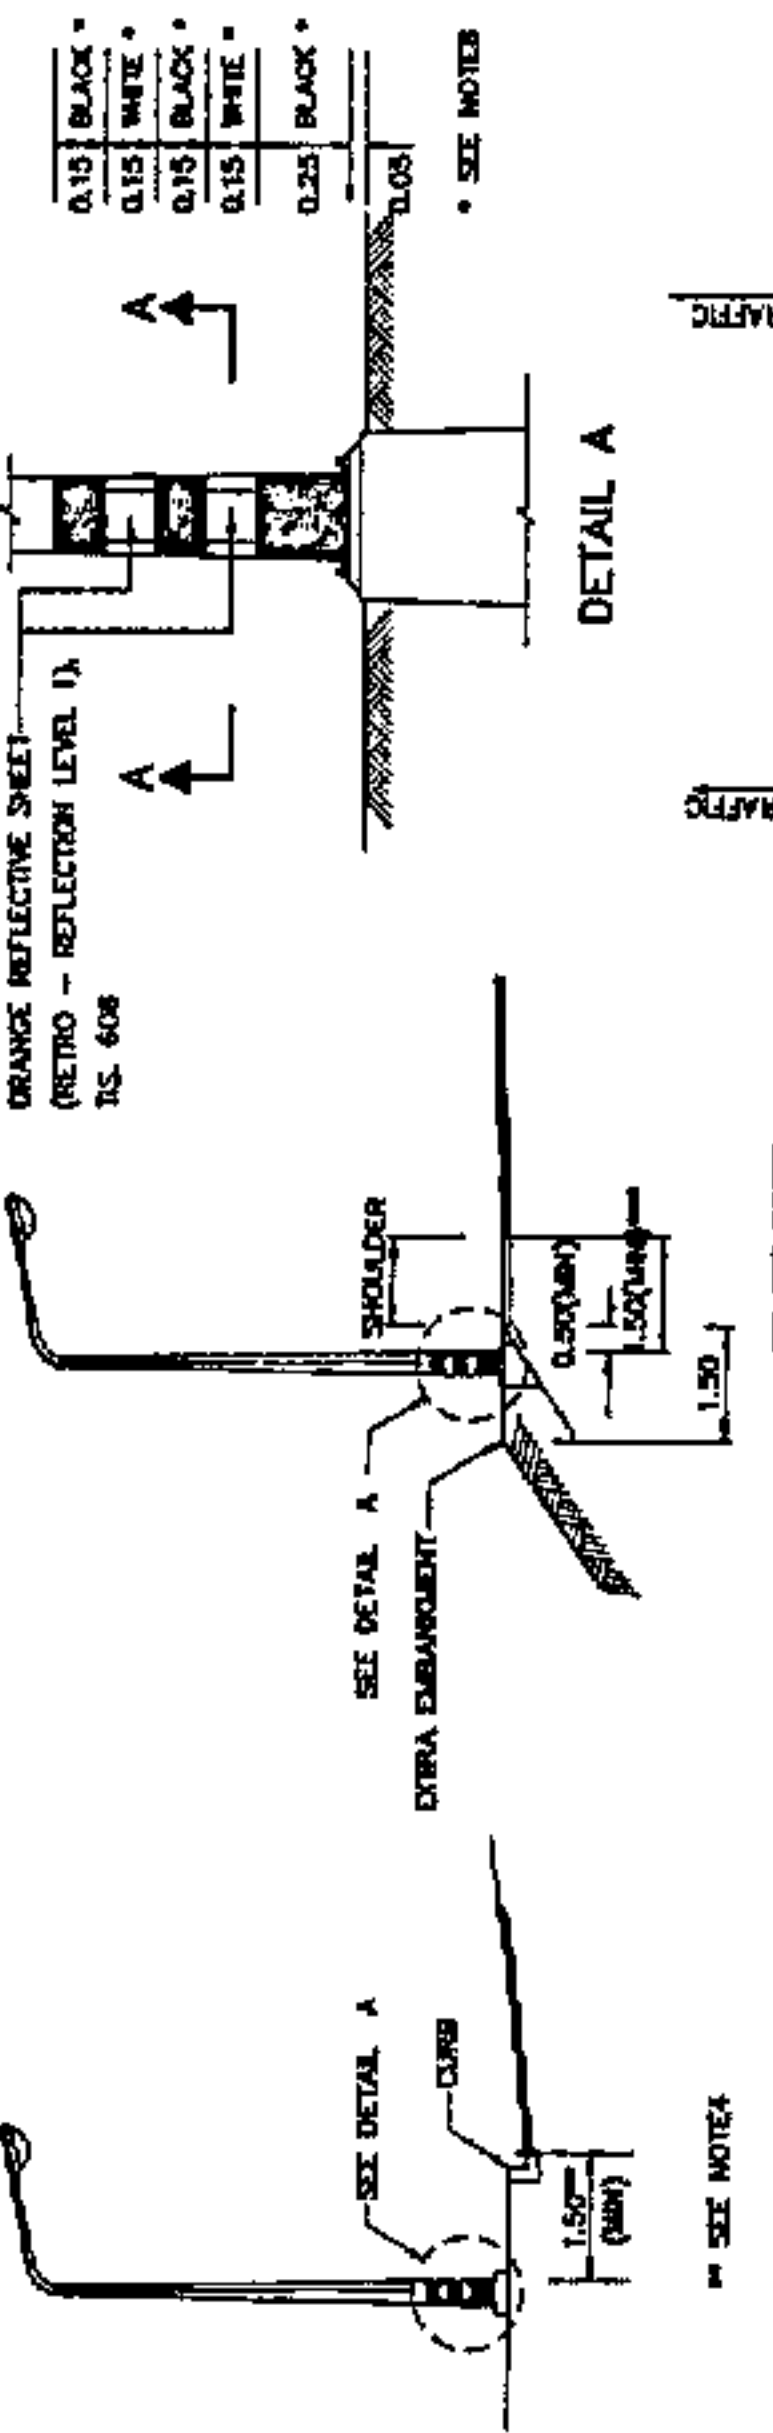 ORANGE REFLECTIVE SHEET
(RETRO - REFLECTION LEVEL 1),
A
A
0.15 BLACK *
0.15 WHITE *
0.15 BLACK *
0.15 WHITE *
0.25 BLACK *
0.05
* SEE NOTE8
DETAIL A
SHOULDER
SEE DETAIL A
EXTRA EMBANKMENT
0.50(MIN)
1.50(MIN)
1.50
SEE DETAIL A
CURB
1.50**
(MIN)
** SEE NOTE4